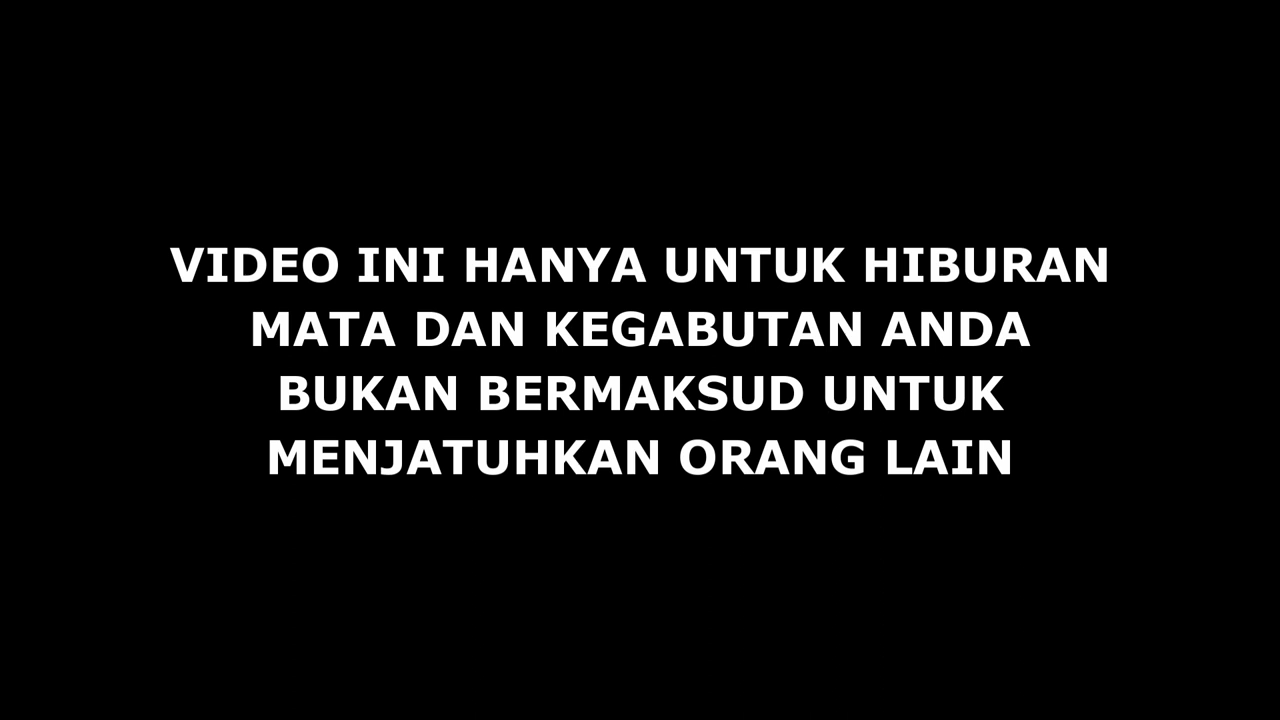 VIDEO INI HANYA UNTUK HIBURAN
MATA DAN KEGABUTAN ANDA
BUKAN BERMAKSUD UNTUK
MENJATUHKAN ORANG LAIN